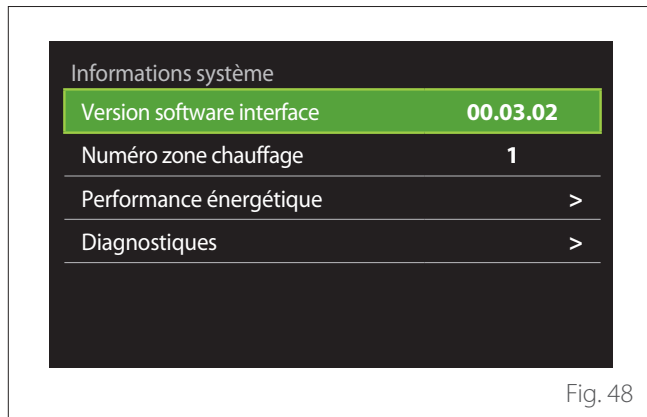 Informations système
Version software interface 00.03.02
Numéro zone chauffage 1
Performance énergétique >
Diagnostiques >
Fig. 48